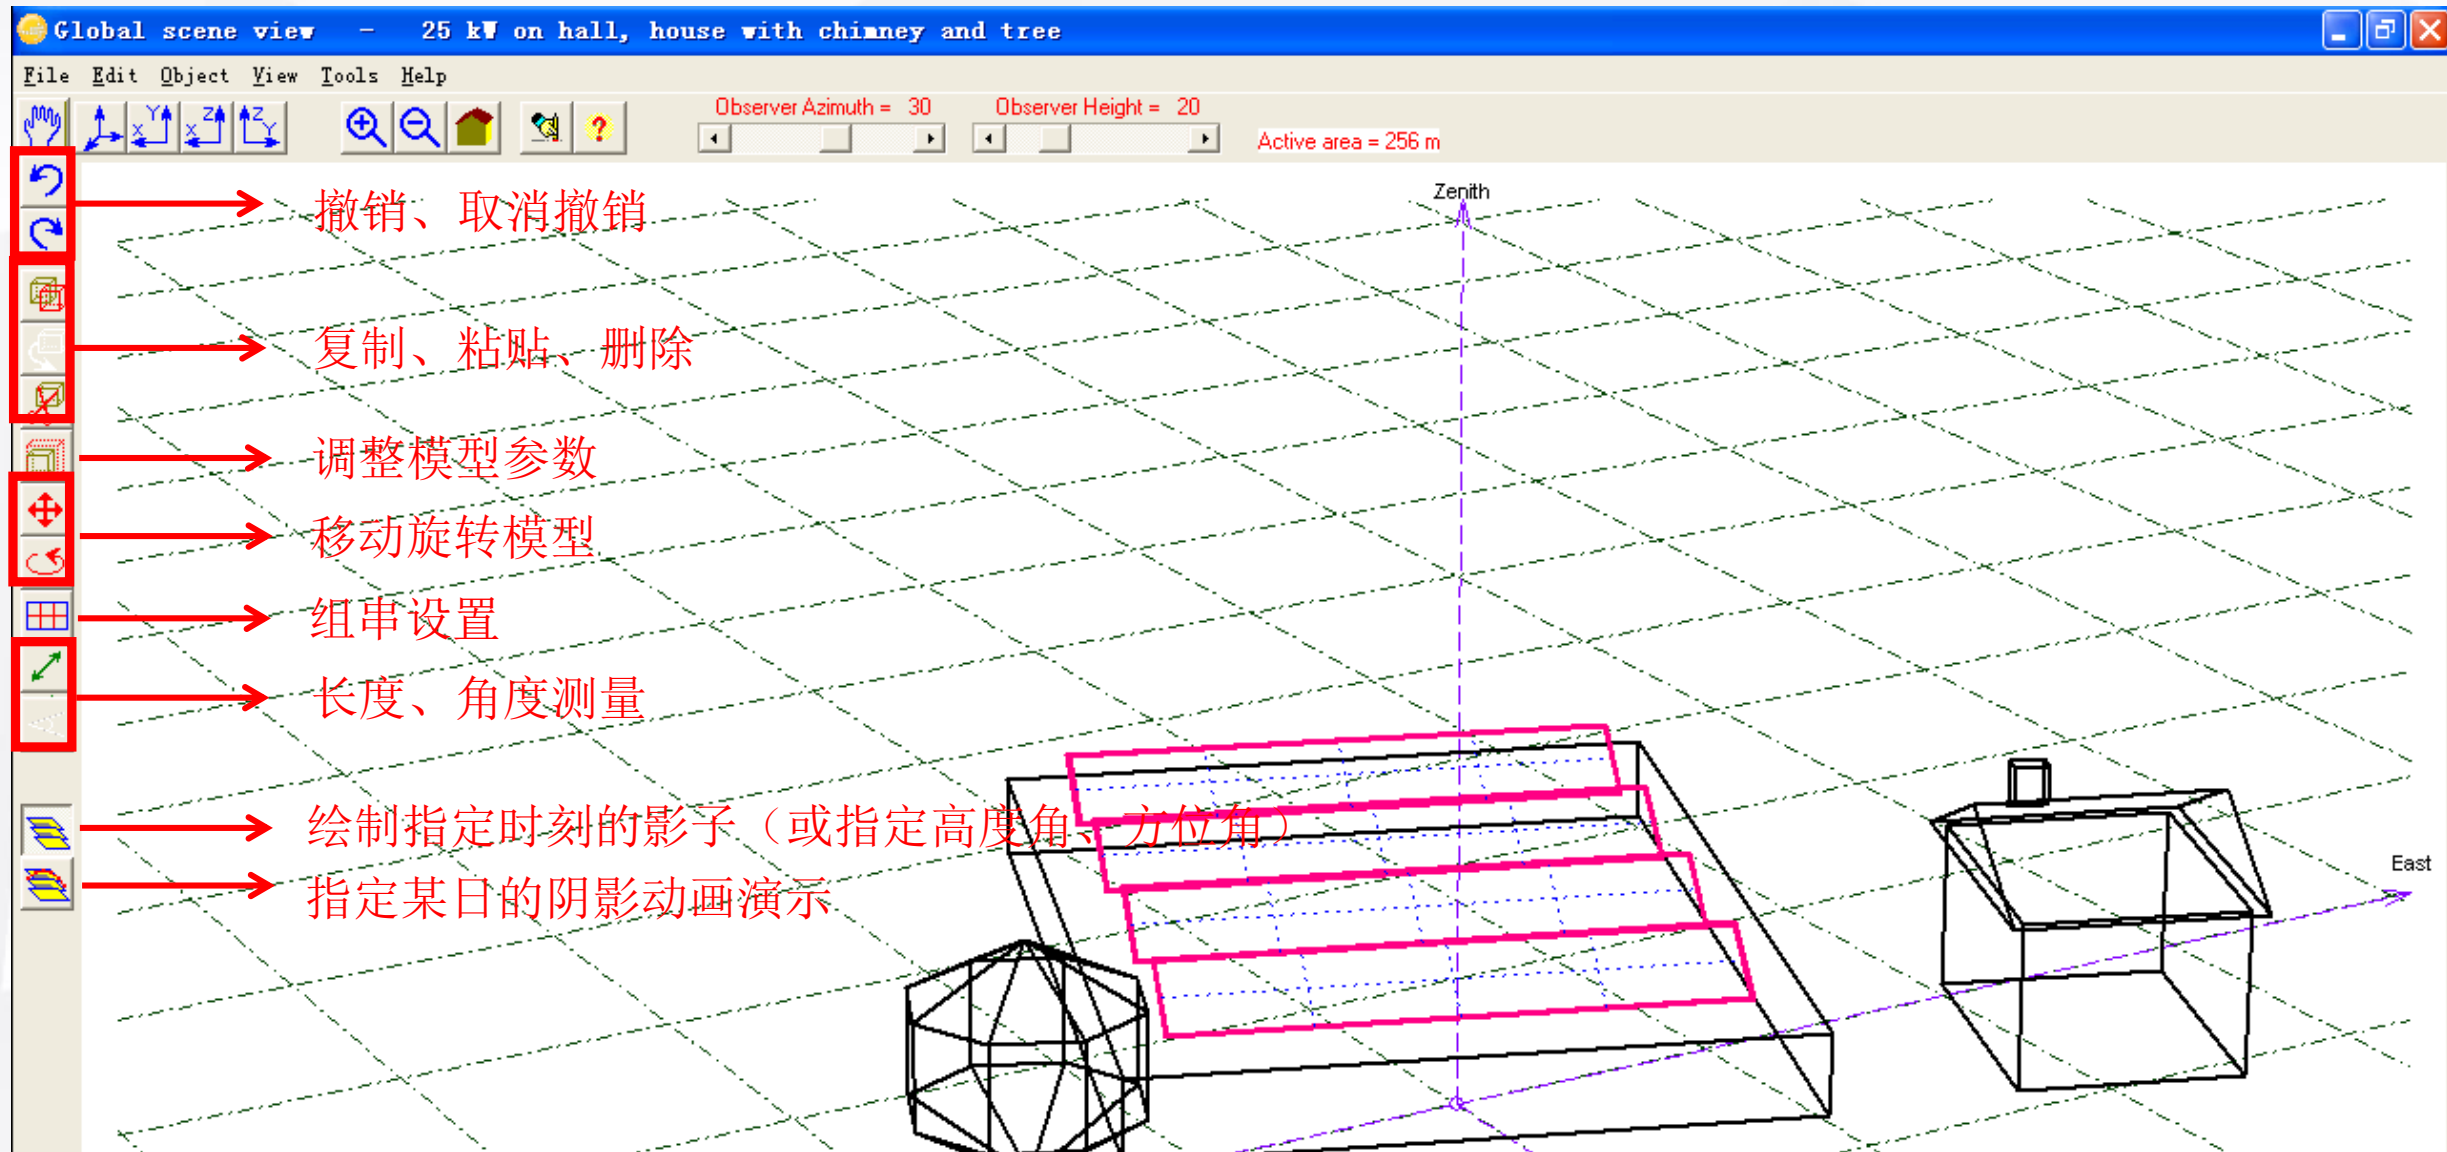 Global scene view - 25 kW on hall, house with chimney and tree
File Edit Object View Tools Help
Observer Azimuth = 30 Observer Height = 20
Active area = 256 m
Zenith
撤销、取消撤销
复制、粘贴、删除
调整模型参数
移动旋转模型
组串设置
长度、角度测量
绘制指定时刻的影子（或指定高度角、方位角）
East
指定某日的阴影动画演示